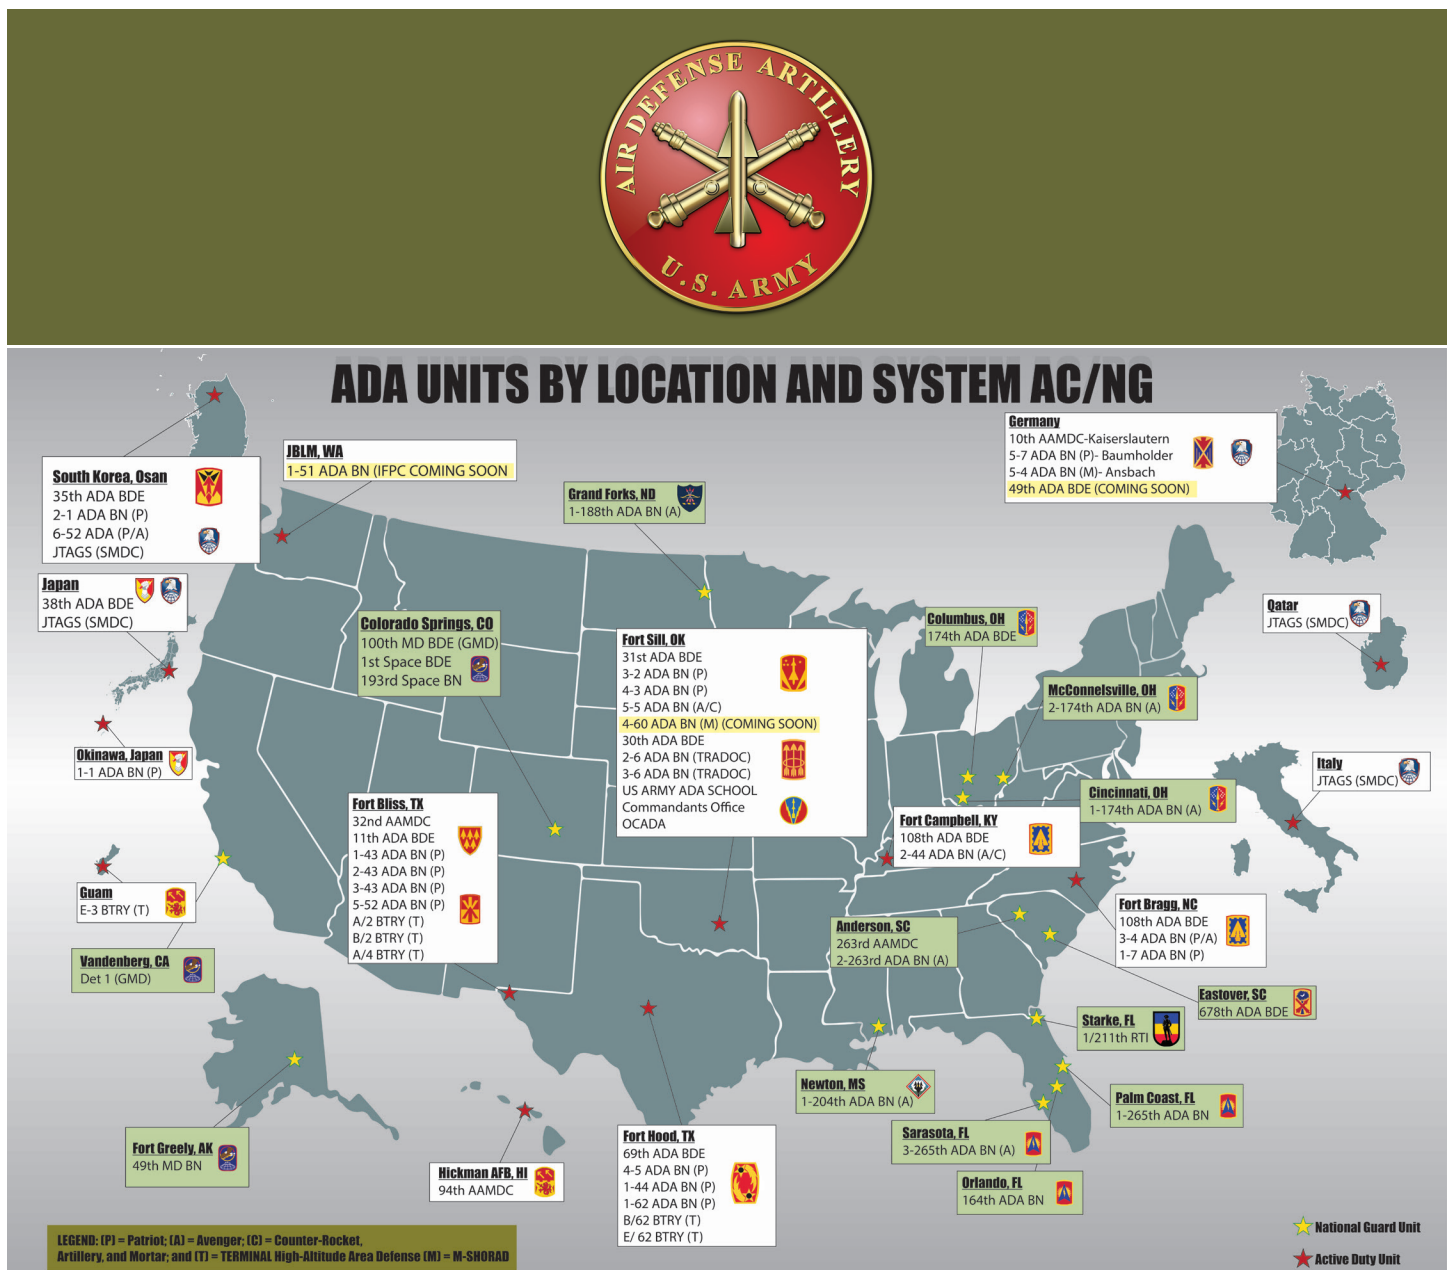 AIR DEFENSE ARTILLERY
U.S. ARMY
ADA UNITS BY LOCATION AND SYSTEM AC/NG
South Korea, Osan
35th ADA BDE
2-1 ADA BN (P)
6-52 ADA (P/A)
JTAGS (SMDC)
JBLM, WA
1-51 ADA BN (IFPC COMING SOON
Grand Forks, ND
1-188th ADA BN (A)
Germany
10th AAMDC-Kaiserslautern
5-7 ADA BN (P)- Baumholder
5-4 ADA BN (M)- Ansbach
49th ADA BDE (COMING SOON)
Japan
38th ADA BDE
JTAGS (SMDC)
Colorado Springs, CO
100th MD BDE (GMD)
1st Space BDE
193rd Space BN
Fort Sill, OK
31st ADA BDE
3-2 ADA BN (P)
4-3 ADA BN (P)
5-5 ADA BN (A/C)
4-60 ADA BN (M) (COMING SOON)
30th ADA BDE
2-6 ADA BN (TRADOC)
3-6 ADA BN (TRADOC)
US ARMY ADA SCHOOL
Commandants Office
OCADA
Columbus, OH
174th ADA BDE
McConnelsville, OH
2-174th ADA BN (A)
Qatar
JTAGS (SMDC)
Okinawa, Japan
1-1 ADA BN (P)
Fort Bliss, TX
32nd AAMDC
11th ADA BDE
1-43 ADA BN (P)
2-43 ADA BN (P)
3-43 ADA BN (P)
5-52 ADA BN (P)
A/2 BTRY (T)
B/2 BTRY (T)
A/4 BTRY (T)
Cincinnati, OH
1-174th ADA BN (A)
Italy
JTAGS (SMDC)
Fort Campbell, KY
108th ADA BDE
2-44 ADA BN (A/C)
Guam
E-3 BTRY (T)
Fort Bragg, NC
108th ADA BDE
3-4 ADA BN (P/A)
1-7 ADA BN (P)
Anderson, SC
263rd AAMDC
2-263rd ADA BN (A)
Vandenberg, CA
Det 1 (GMD)
Eastover, SC
678th ADA BDE
Starke, FL
1/211th RTI
Newton, MS
1-204th ADA BN (A)
Palm Coast, FL
1-265th ADA BN
Sarasota, FL
3-265th ADA BN (A)
Orlando, FL
164th ADA BN
Fort Greely, AK
49th MD BN
Hickman AFB, HI
94th AAMDC
Fort Hood, TX
69th ADA BDE
4-5 ADA BN (P)
1-44 ADA BN (P)
1-62 ADA BN (P)
B/62 BTRY (T)
E/ 62 BTRY (T)
LEGEND: (P) = Patriot; (A) = Avenger; (C) = Counter-Rocket,
Artillery, and Mortar; and (T) = TERMINAL High-Altitude Area Defense (M) = M-SHORAD
National Guard Unit
Active Duty Unit